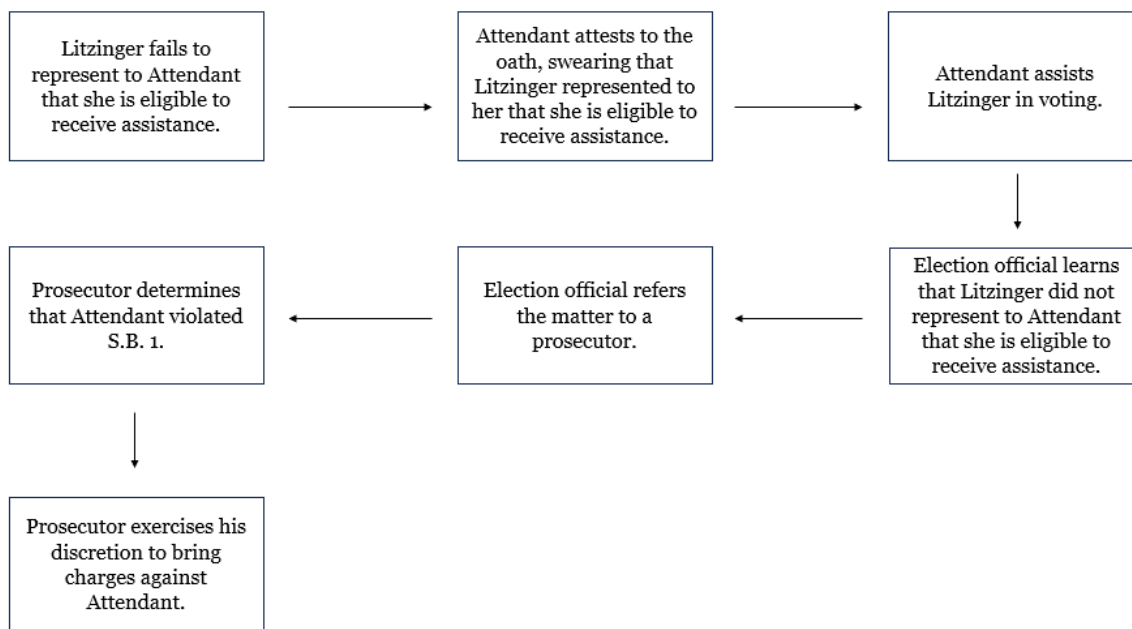 Litzinger fails to
represent to Attendant
that she is eligible to
receive assistance.
Attendant attests to the
oath, swearing that
Litzinger represented to
her that she is eligible to
receive assistance.
Attendant assists
Litzinger in voting.
Election official learns
that Litzinger did not
represent to Attendant
that she is eligible to
receive assistance.
Election official refers
the matter to a
prosecutor.
Prosecutor determines
that Attendant violated
S.B. 1.
Prosecutor exercises his
discretion to bring
charges against
Attendant.